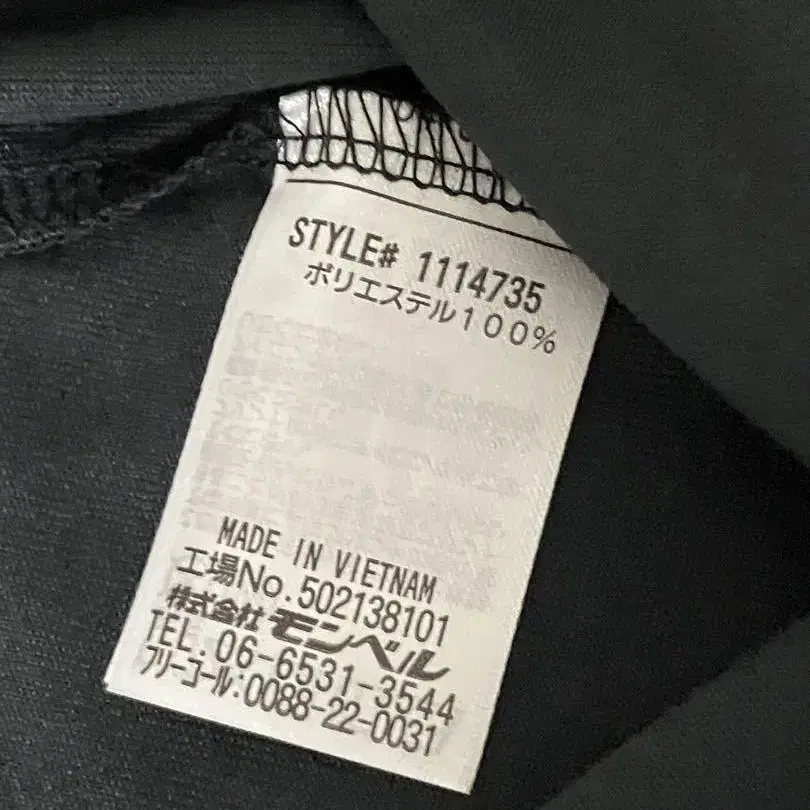 STYLE# 1114735
ポリエステル100%
MADE IN VIETNAM
工場No.502138101
株式会社 モンベル
TEL.06-6531-3544
フリーコール:0088-22-0031